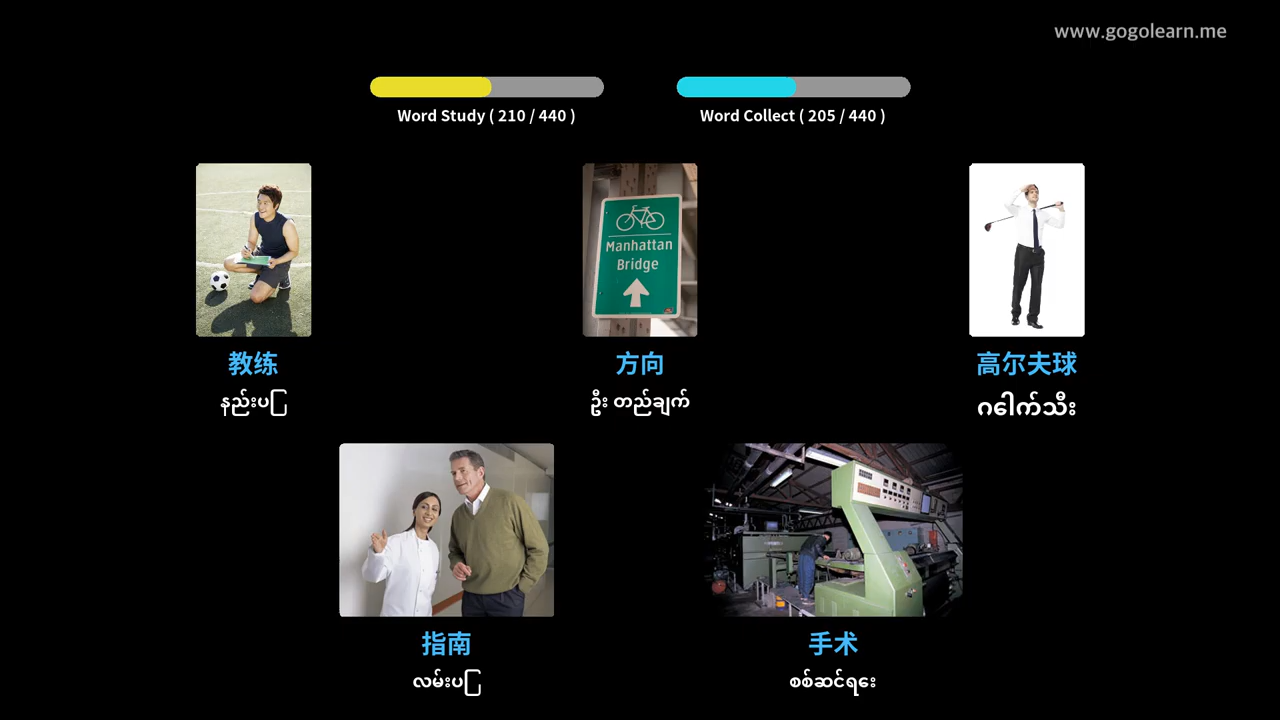 www.gogolearn.me
Word Study ( 210 / 440 )
Word Collect ( 205 / 440 )
Manhattan
Bridge
教练
နည်းပြ
方向
ဦး တည်ချက်
高尔夫球
ဂေါက်သီး
指南
လမ်းပြ
手术
စစ်ဆင်ရေး